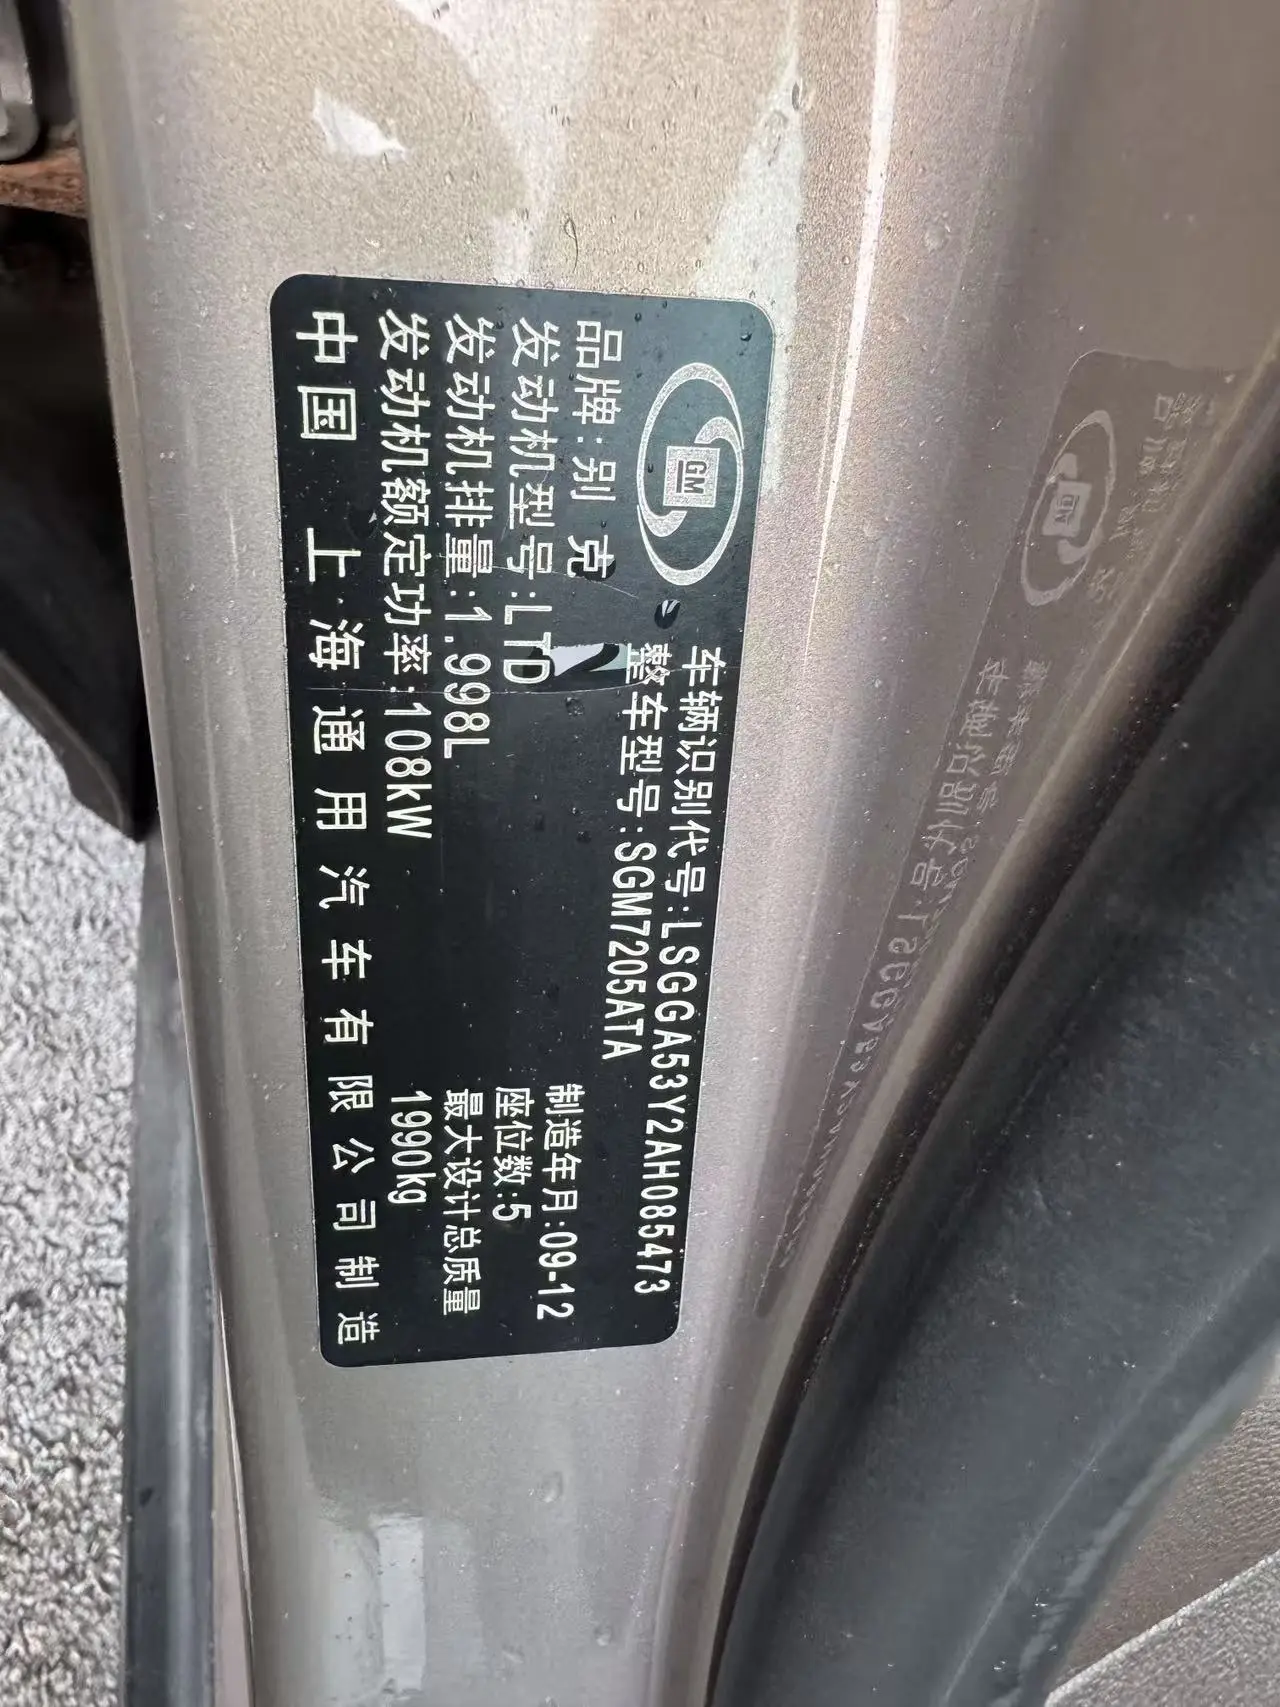 GM
车辆识别代号:LSGGA53Y2AH085473
整车型号:SGM7205ATA
品牌:别克
发动机型号:LTD
制造年月:09-12
发动机排量:1.998L
座位数:5
发动机额定功率:108kW
最大设计总质量
1990kg
中国 上海通用汽车有限公司制造